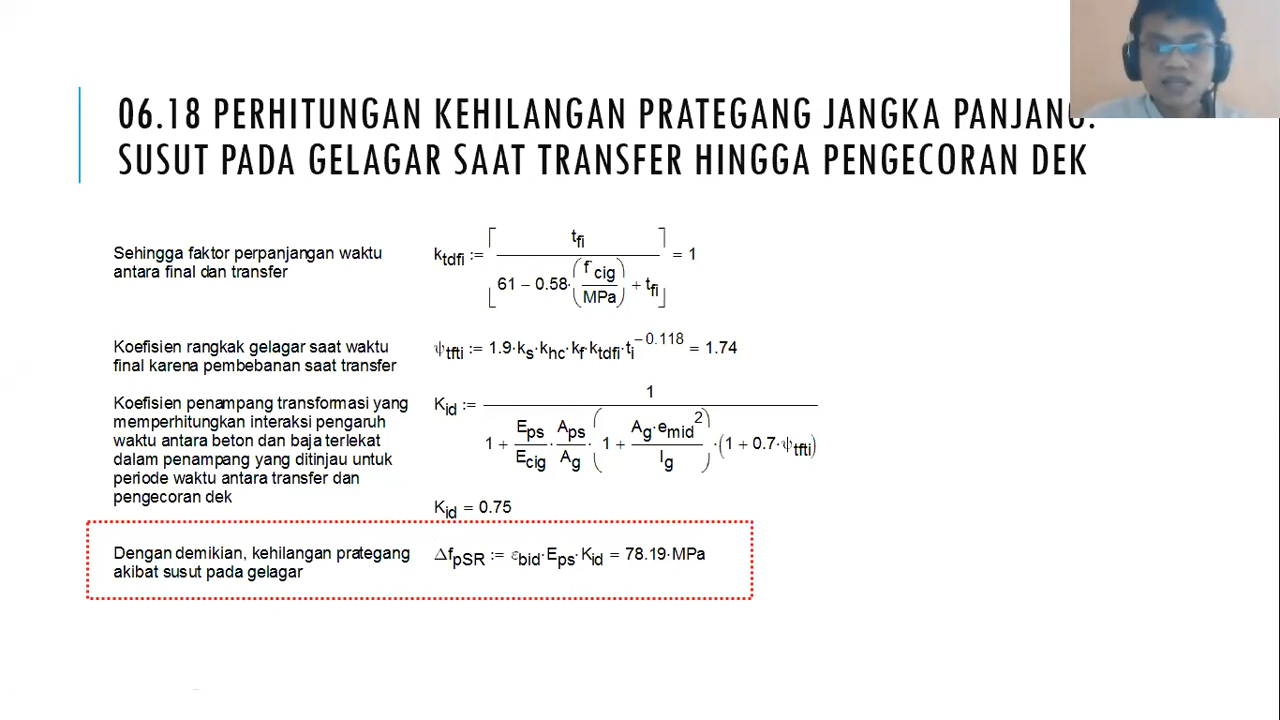 06.18 PERHITUNGAN KEHILANGAN PRATEGANG JANGKA PANJANG:
SUSUT PADA GELAGAR SAAT TRANSFER HINGGA PENGECORAN DEK
Sehingga faktor perpanjangan waktu
antara final dan transfer
k_tdfi := [t_fi / (61 − 0.58·(f'_cig / MPa) + t_fi)] = 1
Koefisien rangkak gelagar saat waktu
final karena pembebanan saat transfer
ψ_tfti := 1.9·k_s·k_hc·k_f·k_tdfi·t_i^−0.118 = 1.74
Koefisien penampang transformasi yang
memperhitungkan interaksi pengaruh
waktu antara beton dan baja terlekat
dalam penampang yang ditinjau untuk
periode waktu antara transfer dan
pengecoran dek
K_id := 1 / (1 + E_ps/E_cig · A_ps/A_g · (1 + A_g·e_mid^2 / I_g) · (1 + 0.7·ψ_tfti))
K_id = 0.75
Dengan demikian, kehilangan prategang
akibat susut pada gelagar
Δf_pSR := ε_bid·E_ps·K_id = 78.19·MPa